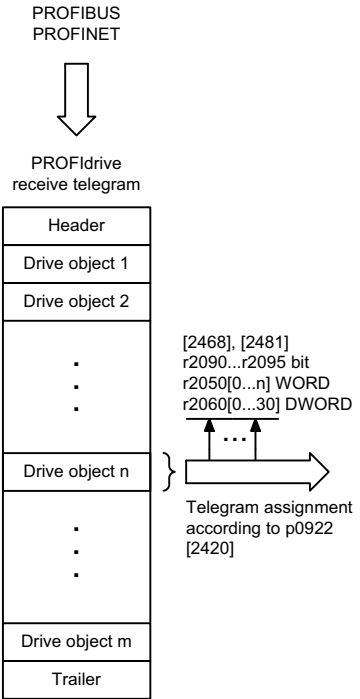 PROFIBUS
PROFINET
PROFIdrive
receive telegram
Header
Drive object 1
Drive object 2
[2468], [2481]
r2090...r2095 bit
r2050[0...n] WORD
r2060[0...30] DWORD
...
Drive object n
Telegram assignment
according to p0922
[2420]
Drive object m
Trailer